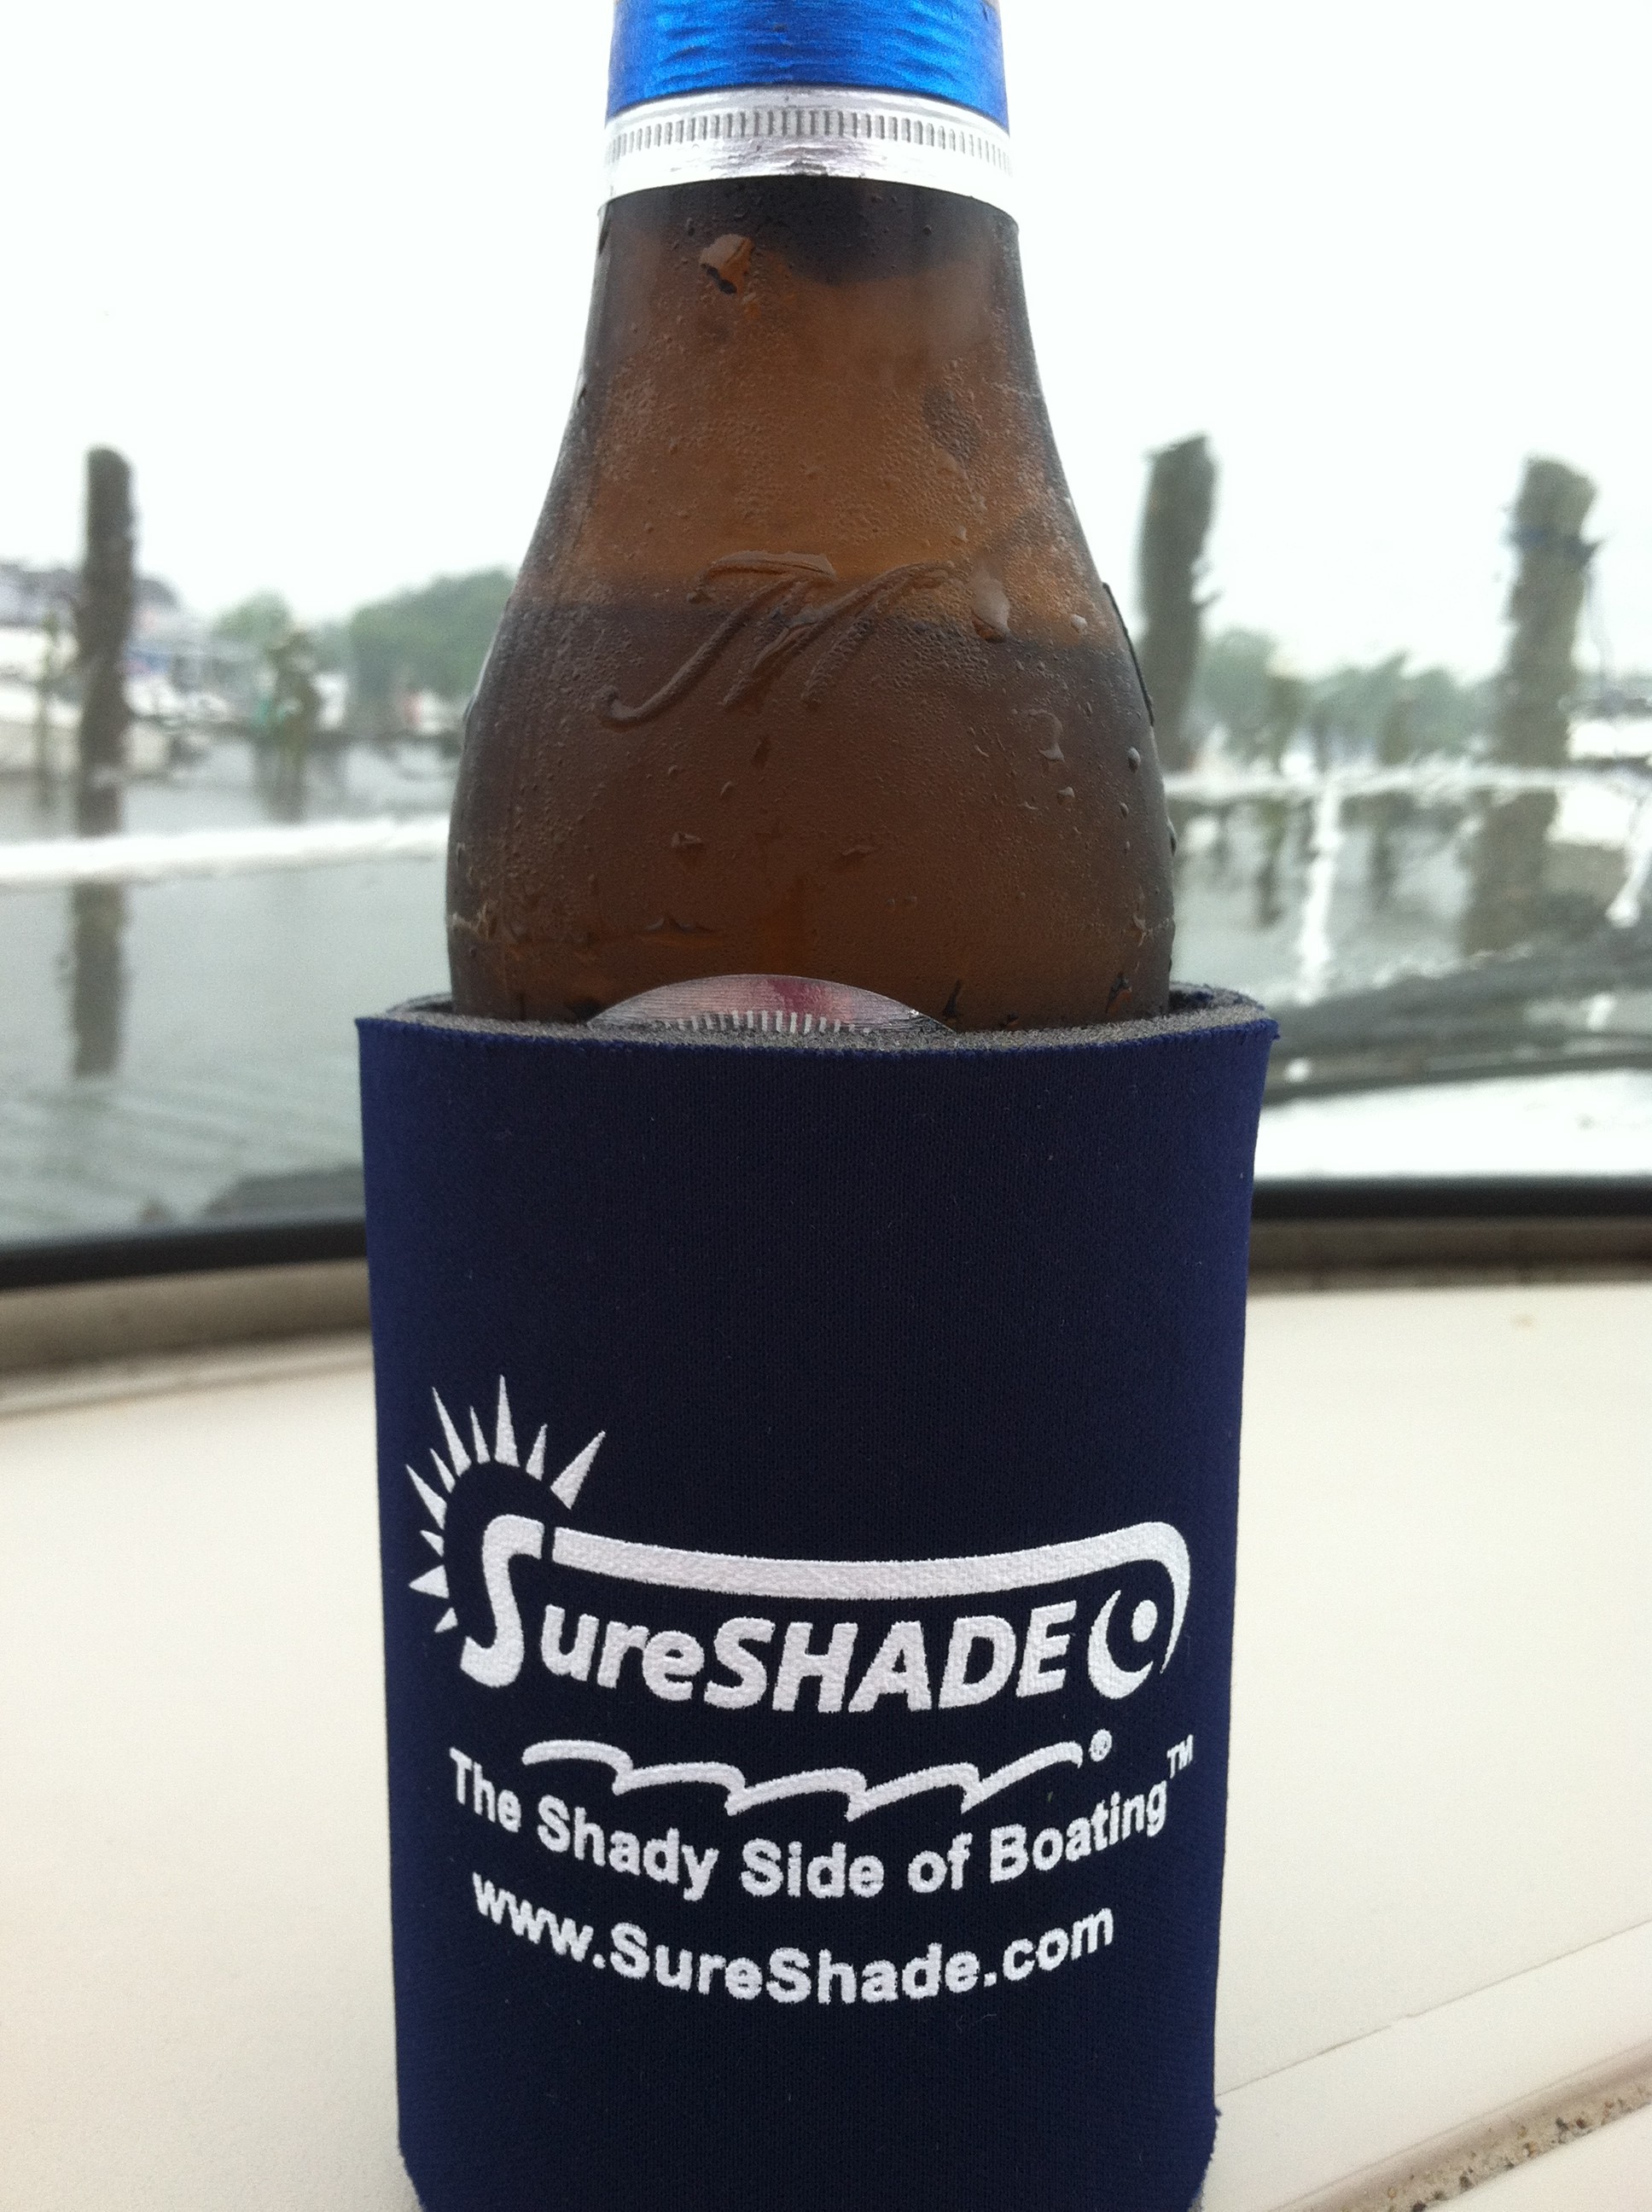 M
SureSHADE
®
The Shady Side of Boating™
www.SureShade.com